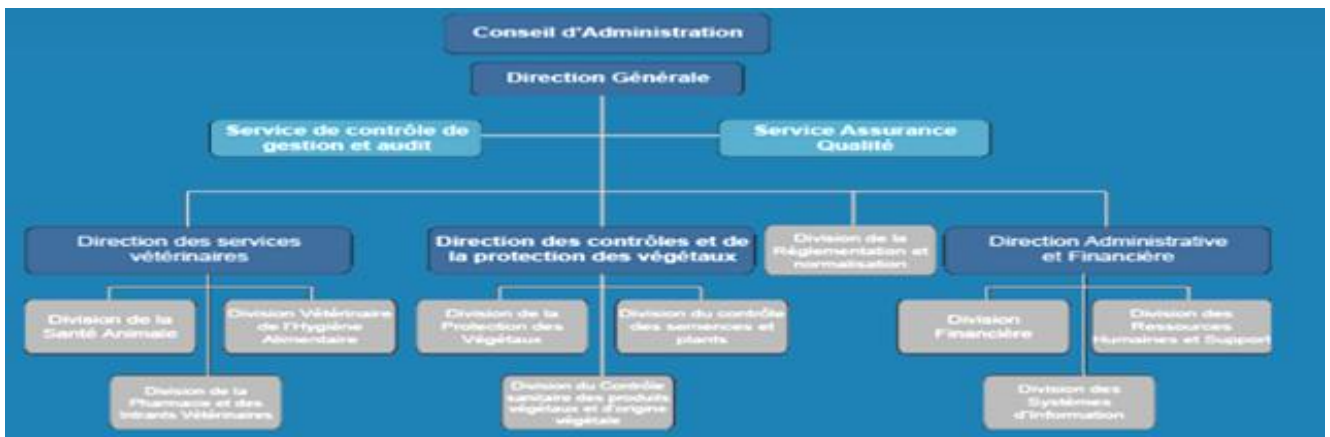 Conseil d'Administration
Direction Générale
Service de contrôle de
gestion et audit
Service Assurance
Qualité
Direction des services
vétérinaires
Direction des contrôles et de
la protection des végétaux
Division de la
Réglementation et
normalisation
Direction Administrative
et Financière
Division de la
Santé Animale
Division Vétérinaire
de l'Hygiène
Alimentaire
Division de la
Protection des
Végétaux
Division du contrôle
des semences et
plants
Division
Financière
Division des
Ressources
Humaines et Support
Division de la
Pharmacie et des
Intrants Vétérinaires
Division du Contrôle
sanitaire des produits
végétaux et d'origine
végétale
Division des
Systèmes
d'Information